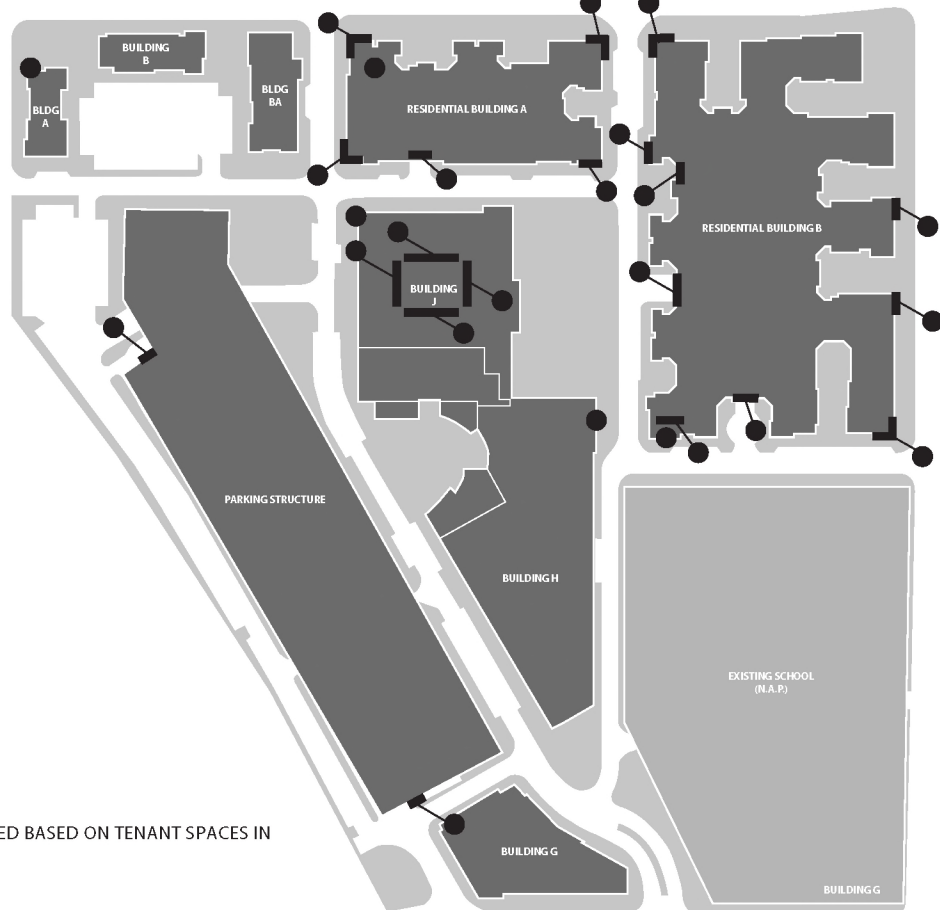 BUILDING
B
BLDG
A
BLDG
BA
RESIDENTIAL BUILDING A
RESIDENTIAL BUILDING B
BUILDING
J
PARKING STRUCTURE
BUILDING H
EXISTING SCHOOL
(N.A.P.)
ED BASED ON TENANT SPACES IN
BUILDING G
BUILDING G